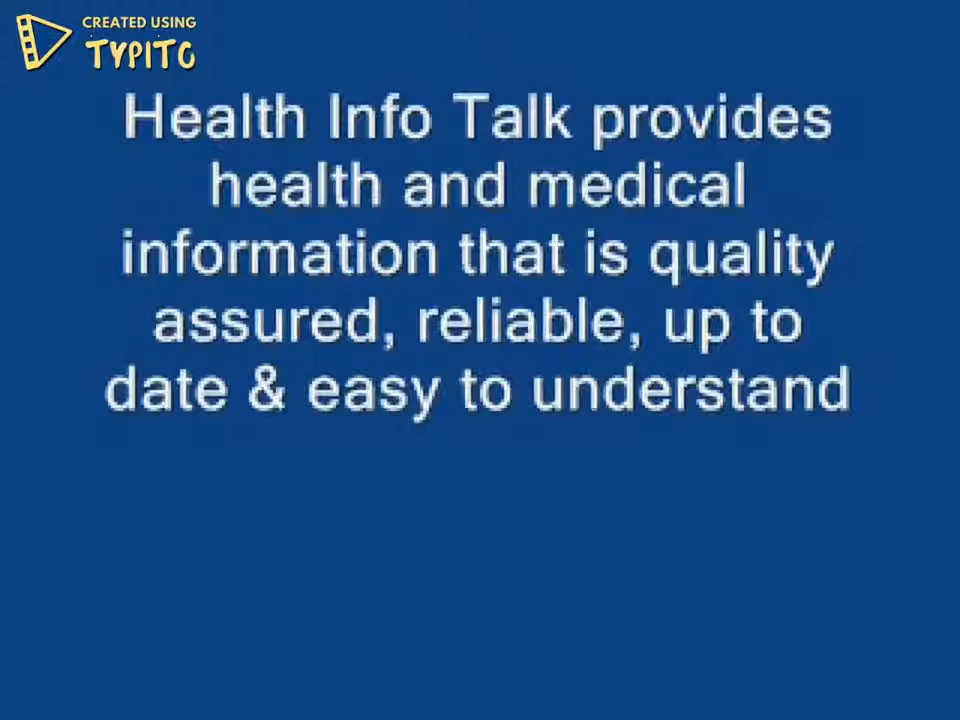 CREATED USING
TYPITO
Health Info Talk provides
health and medical
information that is quality
assured, reliable, up to
date & easy to understand